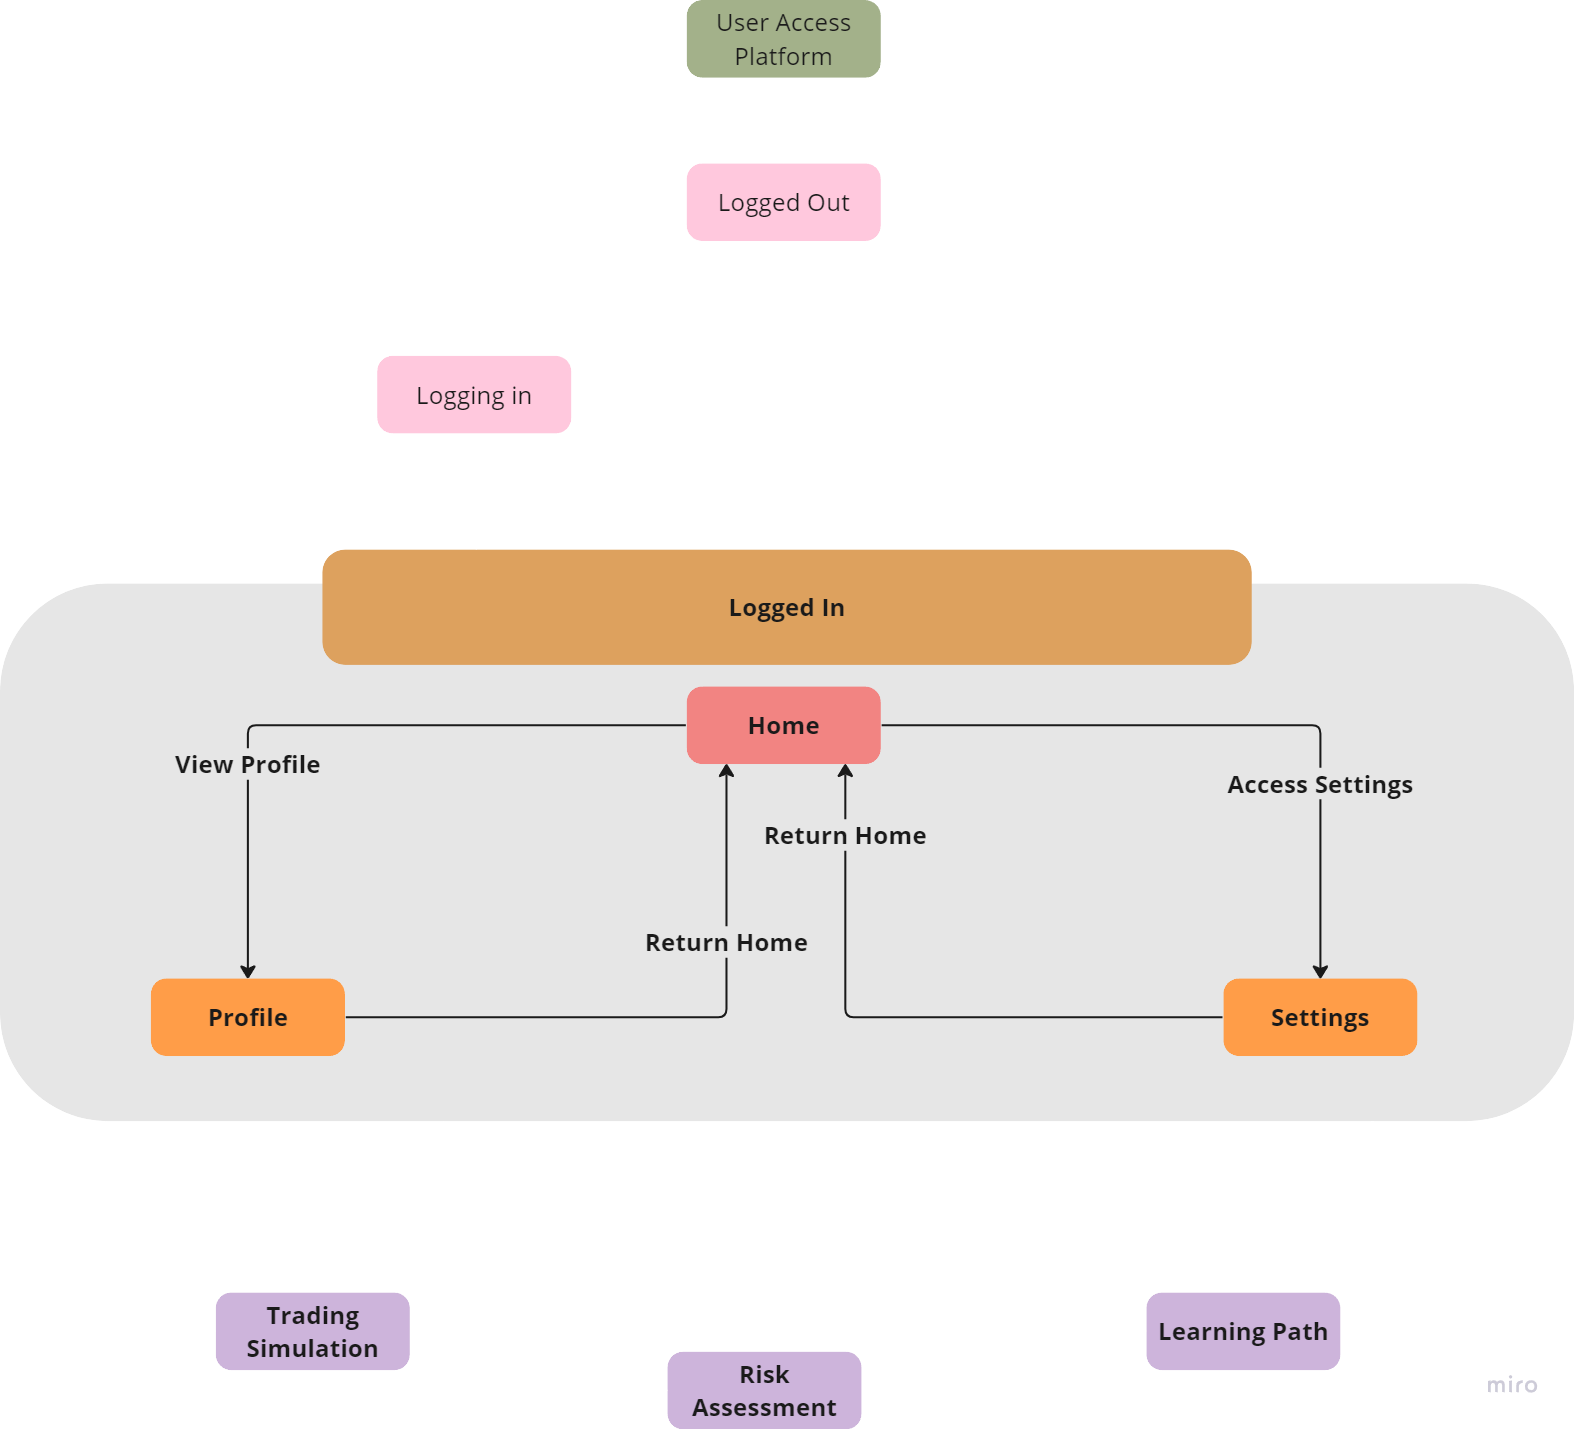 User Access
Platform
Logged Out
Logging in
Logged In
Home
View Profile
Access Settings
Return Home
Return Home
Profile
Settings
Trading
Simulation
Learning Path
Risk
Assessment
miro